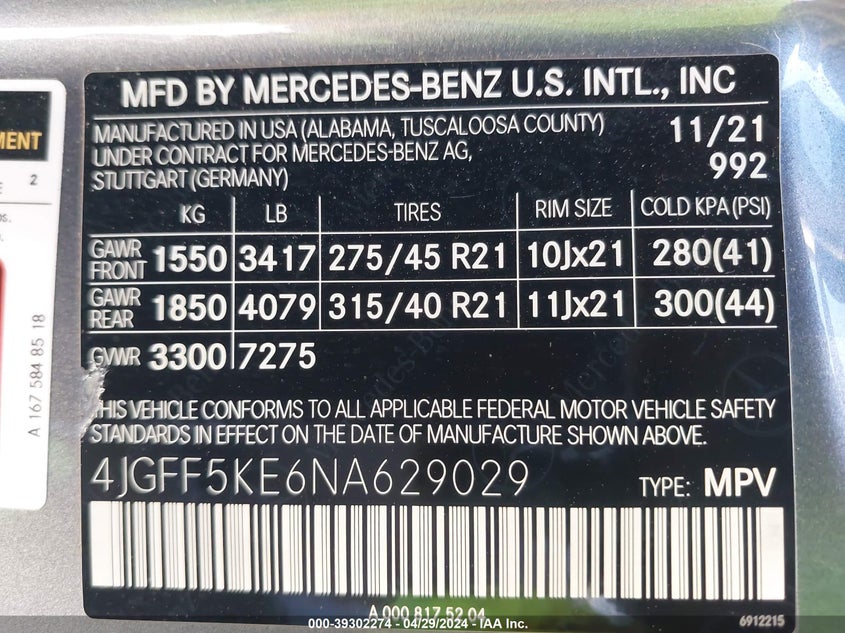 MFD BY MERCEDES-BENZ U.S. INTL., INC
MANUFACTURED IN USA (ALABAMA, TUSCALOOSA COUNTY) 11/21
UNDER CONTRACT FOR MERCEDES-BENZ AG, 992
STUTTGART (GERMANY)
KG LB TIRES RIM SIZE COLD KPA (PSI)
GAWR FRONT 1550 3417 275/45 R21 10Jx21 280(41)
GAWR REAR 1850 4079 315/40 R21 11Jx21 300(44)
GVWR 3300 7275
THIS VEHICLE CONFORMS TO ALL APPLICABLE FEDERAL MOTOR VEHICLE SAFETY
STANDARDS IN EFFECT ON THE DATE OF MANUFACTURE SHOWN ABOVE.
4JGFF5KE6NA629029 TYPE: MPV
A 000 817 52 04
6912215
2
A 167 584 85 18
000-39302274 - 04/29/2024 - IAA Inc.